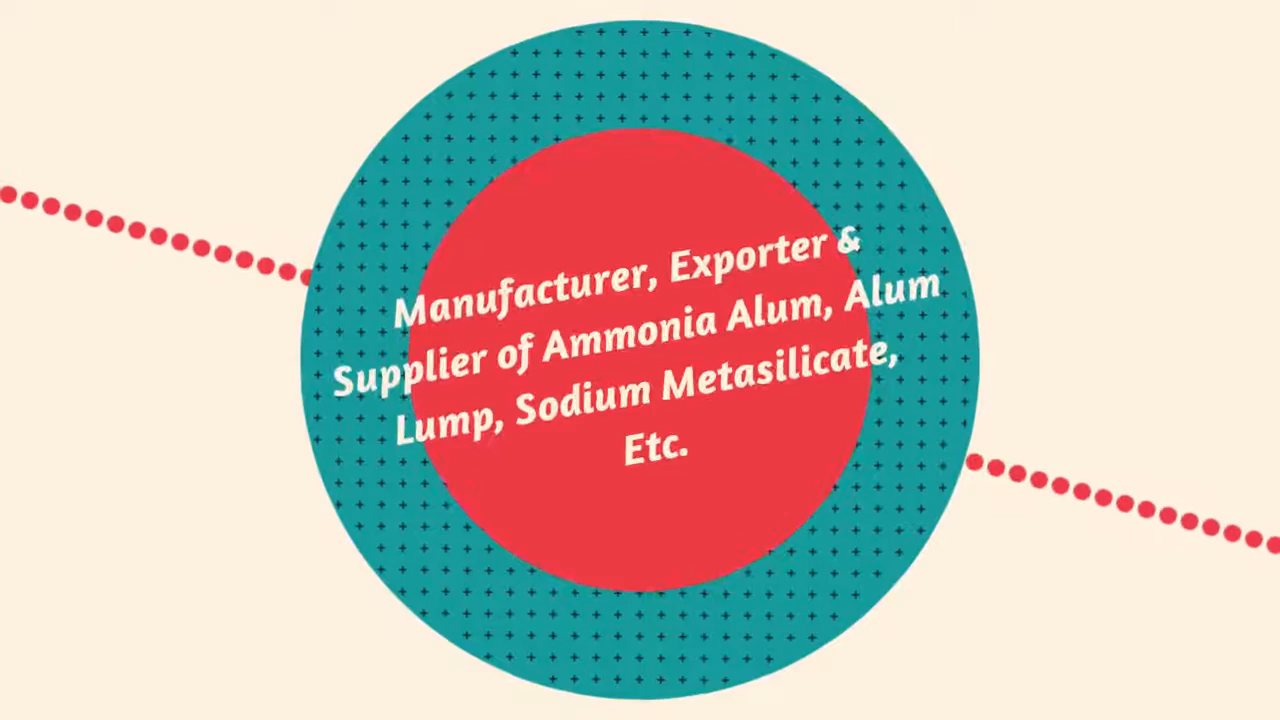 Manufacturer, Exporter &
Supplier of Ammonia Alum, Alum
Lump, Sodium Metasilicate,
Etc.